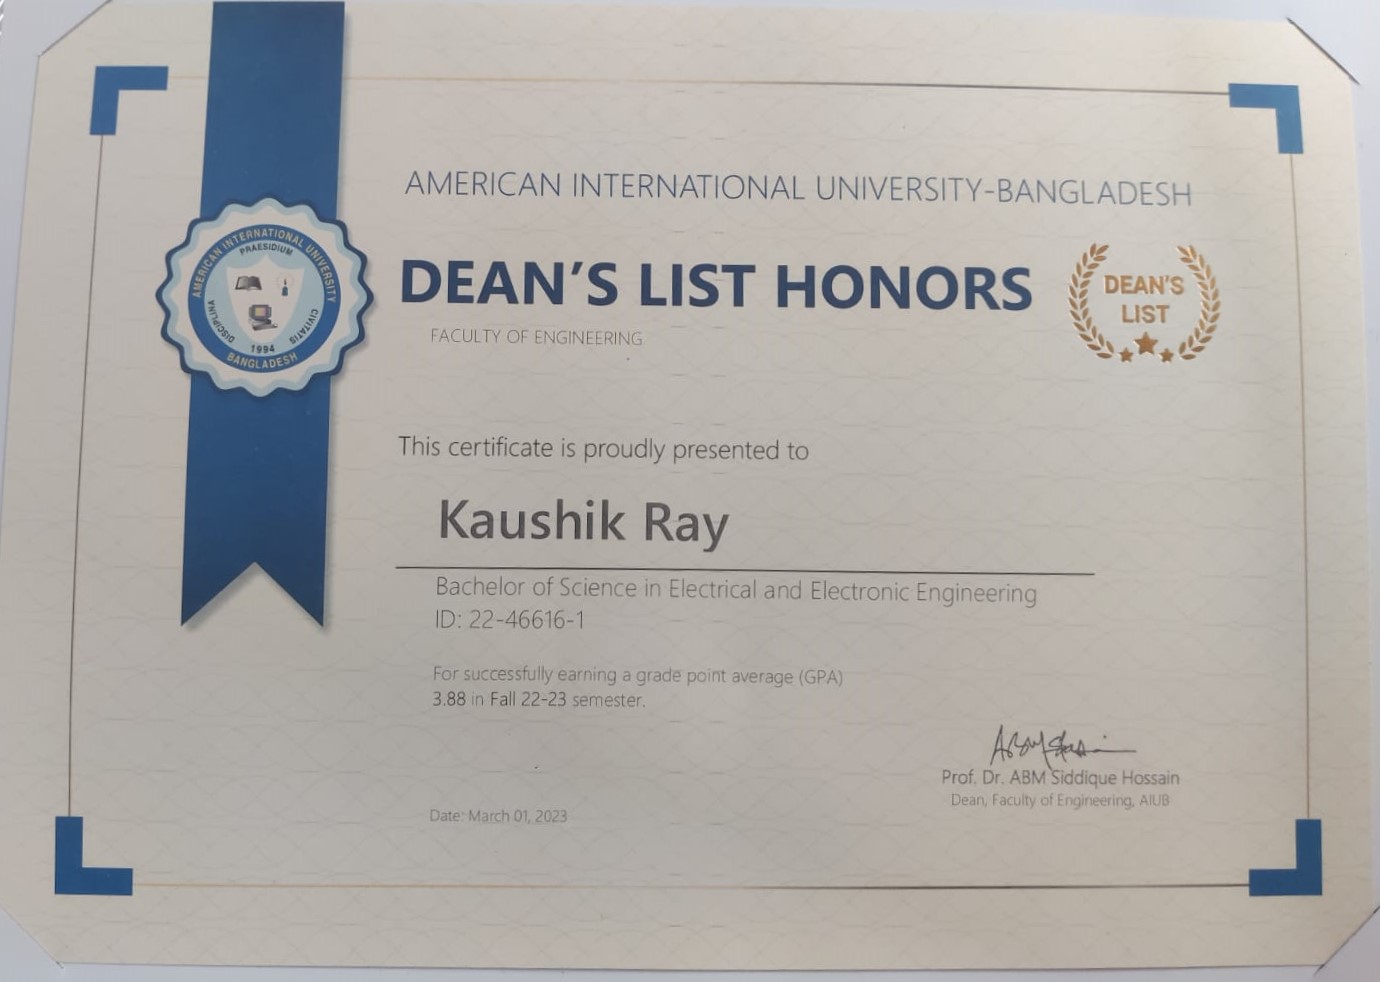 AMERICAN INTERNATIONAL UNIVERSITY-BANGLADESH
AMERICAN INTERNATIONAL UNIVERSITY
PRAESIDIUM
DISCIPLINA
CIVITATIS
1994
BANGLADESH
DEAN'S LIST HONORS
DEAN'S
LIST
FACULTY OF ENGINEERING
This certificate is proudly presented to
Kaushik Ray
Bachelor of Science in Electrical and Electronic Engineering
ID: 22-46616-1
For successfully earning a grade point average (GPA)
3.88 in Fall 22-23 semester.
Prof. Dr. ABM Siddique Hossain
Dean, Faculty of Engineering, AIUB
Date: March 01, 2023